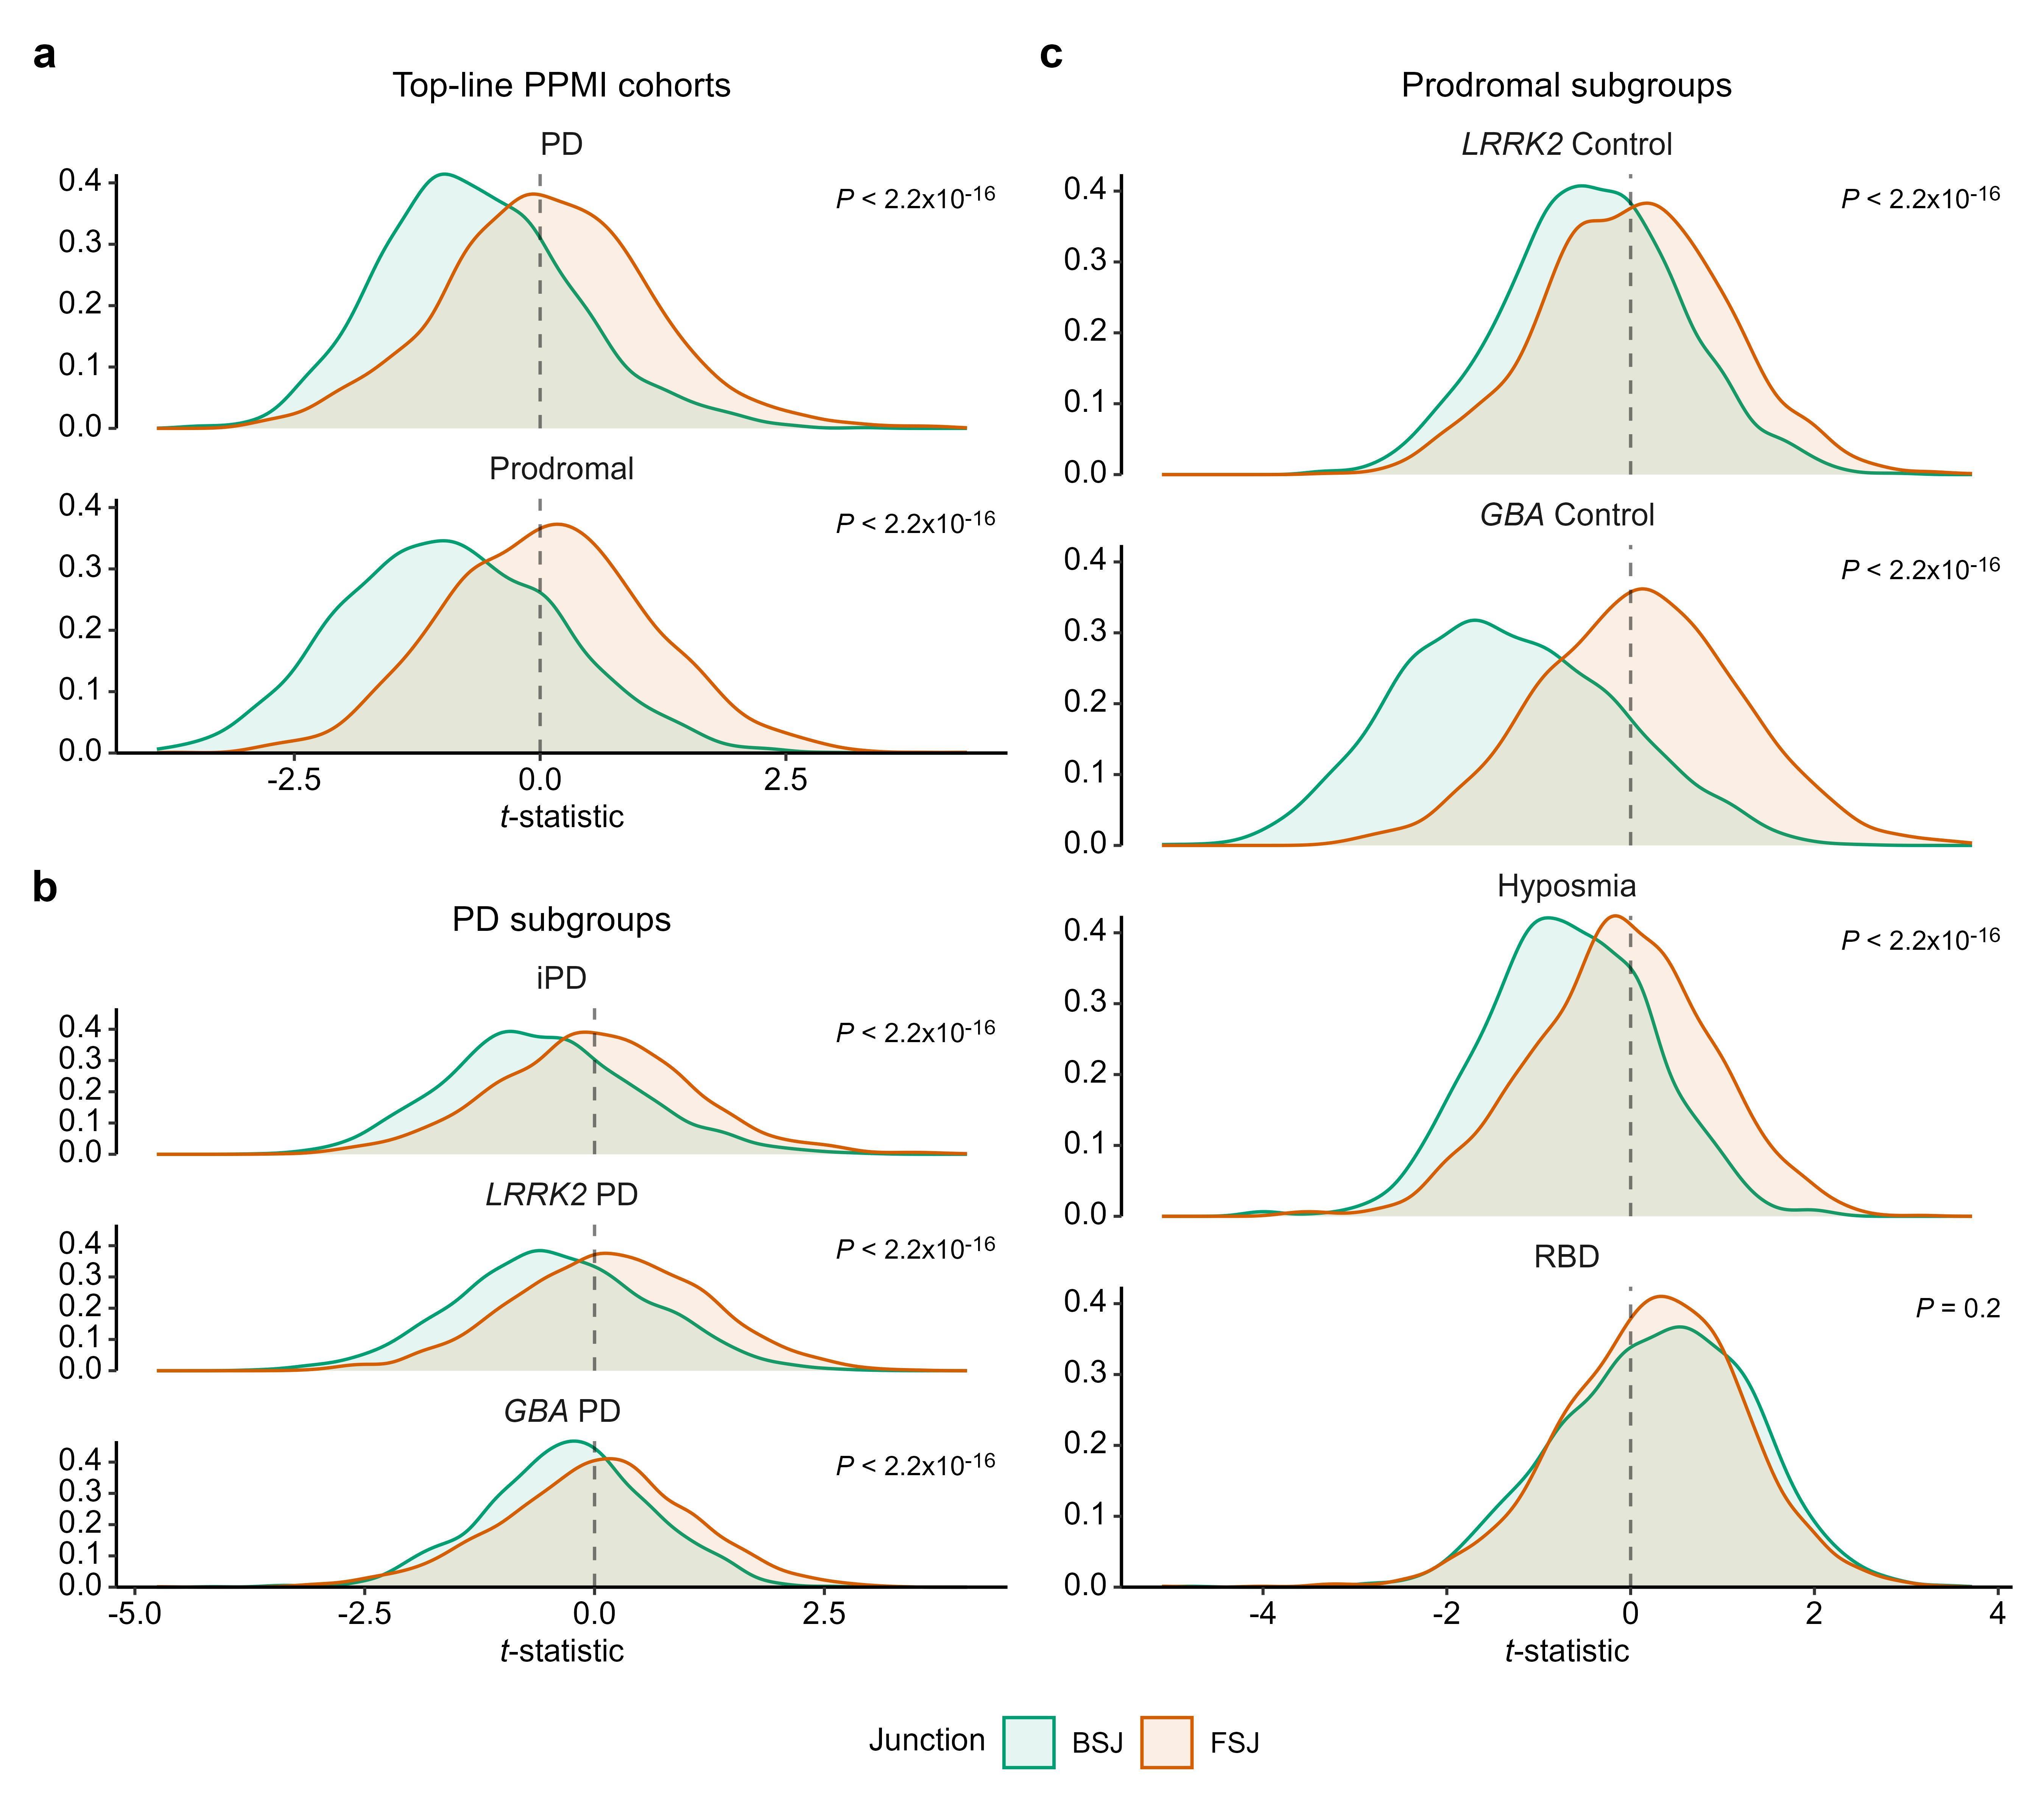 a
Top-line PPMI cohorts
PD
P < 2.2x10-16
0.4
0.3
0.2
0.1
0.0
Prodromal
P < 2.2x10-16
0.4
0.3
0.2
0.1
0.0
-2.5 0.0 2.5
t-statistic
b
PD subgroups
iPD
P < 2.2x10-16
0.4
0.3
0.2
0.1
0.0
LRRK2 PD
P < 2.2x10-16
0.4
0.3
0.2
0.1
0.0
GBA PD
P < 2.2x10-16
0.4
0.3
0.2
0.1
0.0
-5.0 -2.5 0.0 2.5
t-statistic
c
Prodromal subgroups
LRRK2 Control
P < 2.2x10-16
0.4
0.3
0.2
0.1
0.0
GBA Control
P < 2.2x10-16
0.4
0.3
0.2
0.1
0.0
Hyposmia
P < 2.2x10-16
0.4
0.3
0.2
0.1
0.0
RBD
P = 0.2
0.4
0.3
0.2
0.1
0.0
-4 -2 0 2 4
t-statistic
Junction BSJ FSJ